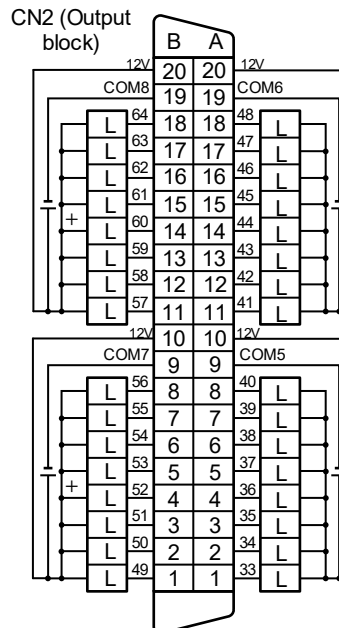 CN2 (Output
block)
B A
12V 20 20 12V
COM8 19 19 COM6
L 64 18 18 48 L
L 63 17 17 47 L
L 62 16 16 46 L
L 61 15 15 45 L
+ L 60 14 14 44 L
L 59 13 13 43 L
L 58 12 12 42 L
L 57 11 11 41 L
12V 10 10 12V
COM7 9 9 COM5
L 56 8 8 40 L
L 55 7 7 39 L
L 54 6 6 38 L
L 53 5 5 37 L
+ L 52 4 4 36 L
L 51 3 3 35 L
L 50 2 2 34 L
L 49 1 1 33 L